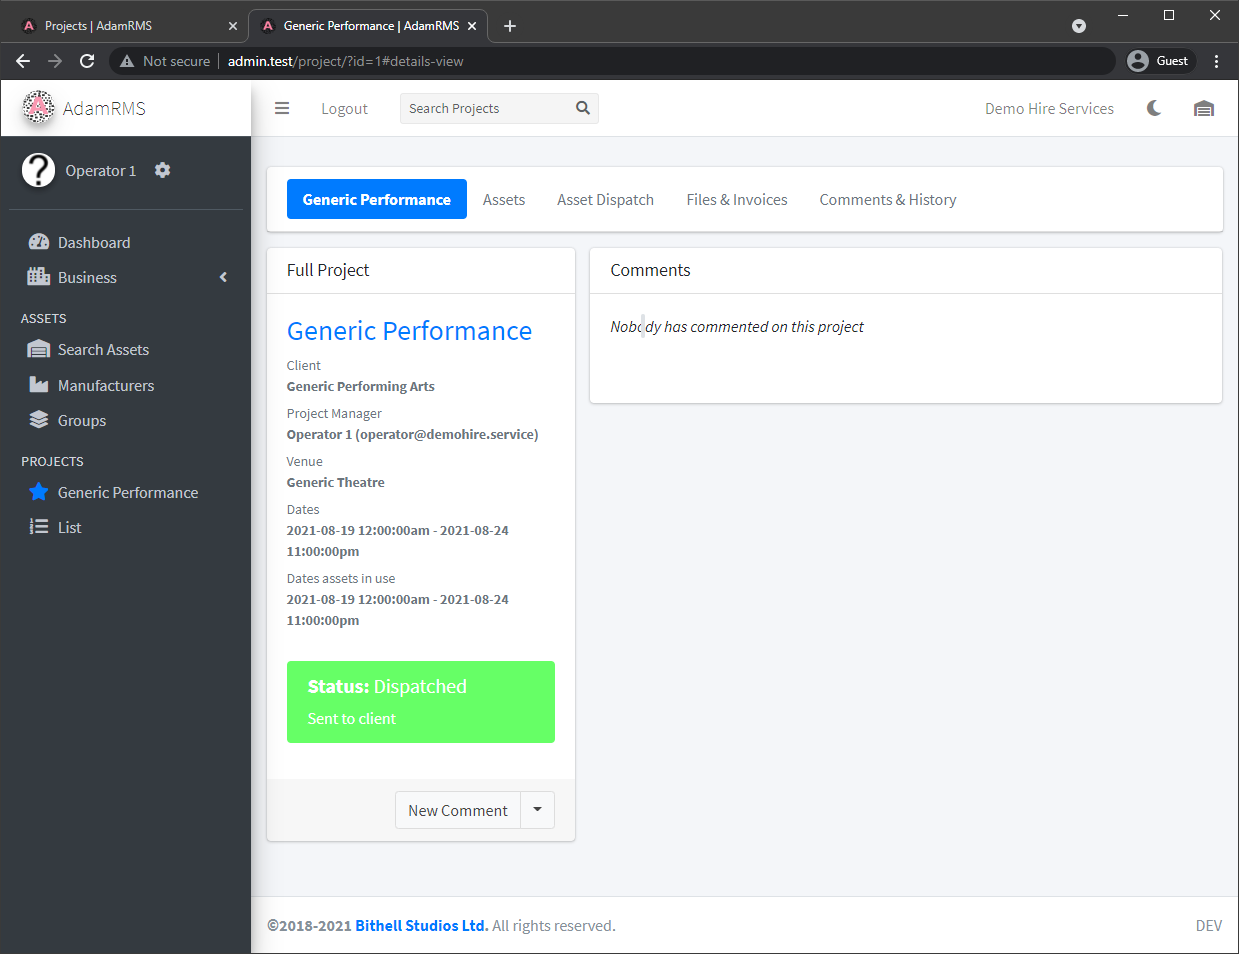 Projects | AdamRMS
Generic Performance | AdamRMS
Not secure
admin.test/project/?id=1#details-view
Guest
AdamRMS
Logout
Search Projects
Demo Hire Services
Operator 1
Dashboard
Business
ASSETS
Search Assets
Manufacturers
Groups
PROJECTS
Generic Performance
List
Generic Performance
Assets
Asset Dispatch
Files & Invoices
Comments & History
Full Project
Generic Performance
Client
Generic Performing Arts
Project Manager
Operator 1 (operator@demohire.service)
Venue
Generic Theatre
Dates
2021-08-19 12:00:00am - 2021-08-24
11:00:00pm
Dates assets in use
2021-08-19 12:00:00am - 2021-08-24
11:00:00pm
Status: Dispatched
Sent to client
New Comment
Comments
Nobody has commented on this project
©2018-2021 Bithell Studios Ltd. All rights reserved.
DEV